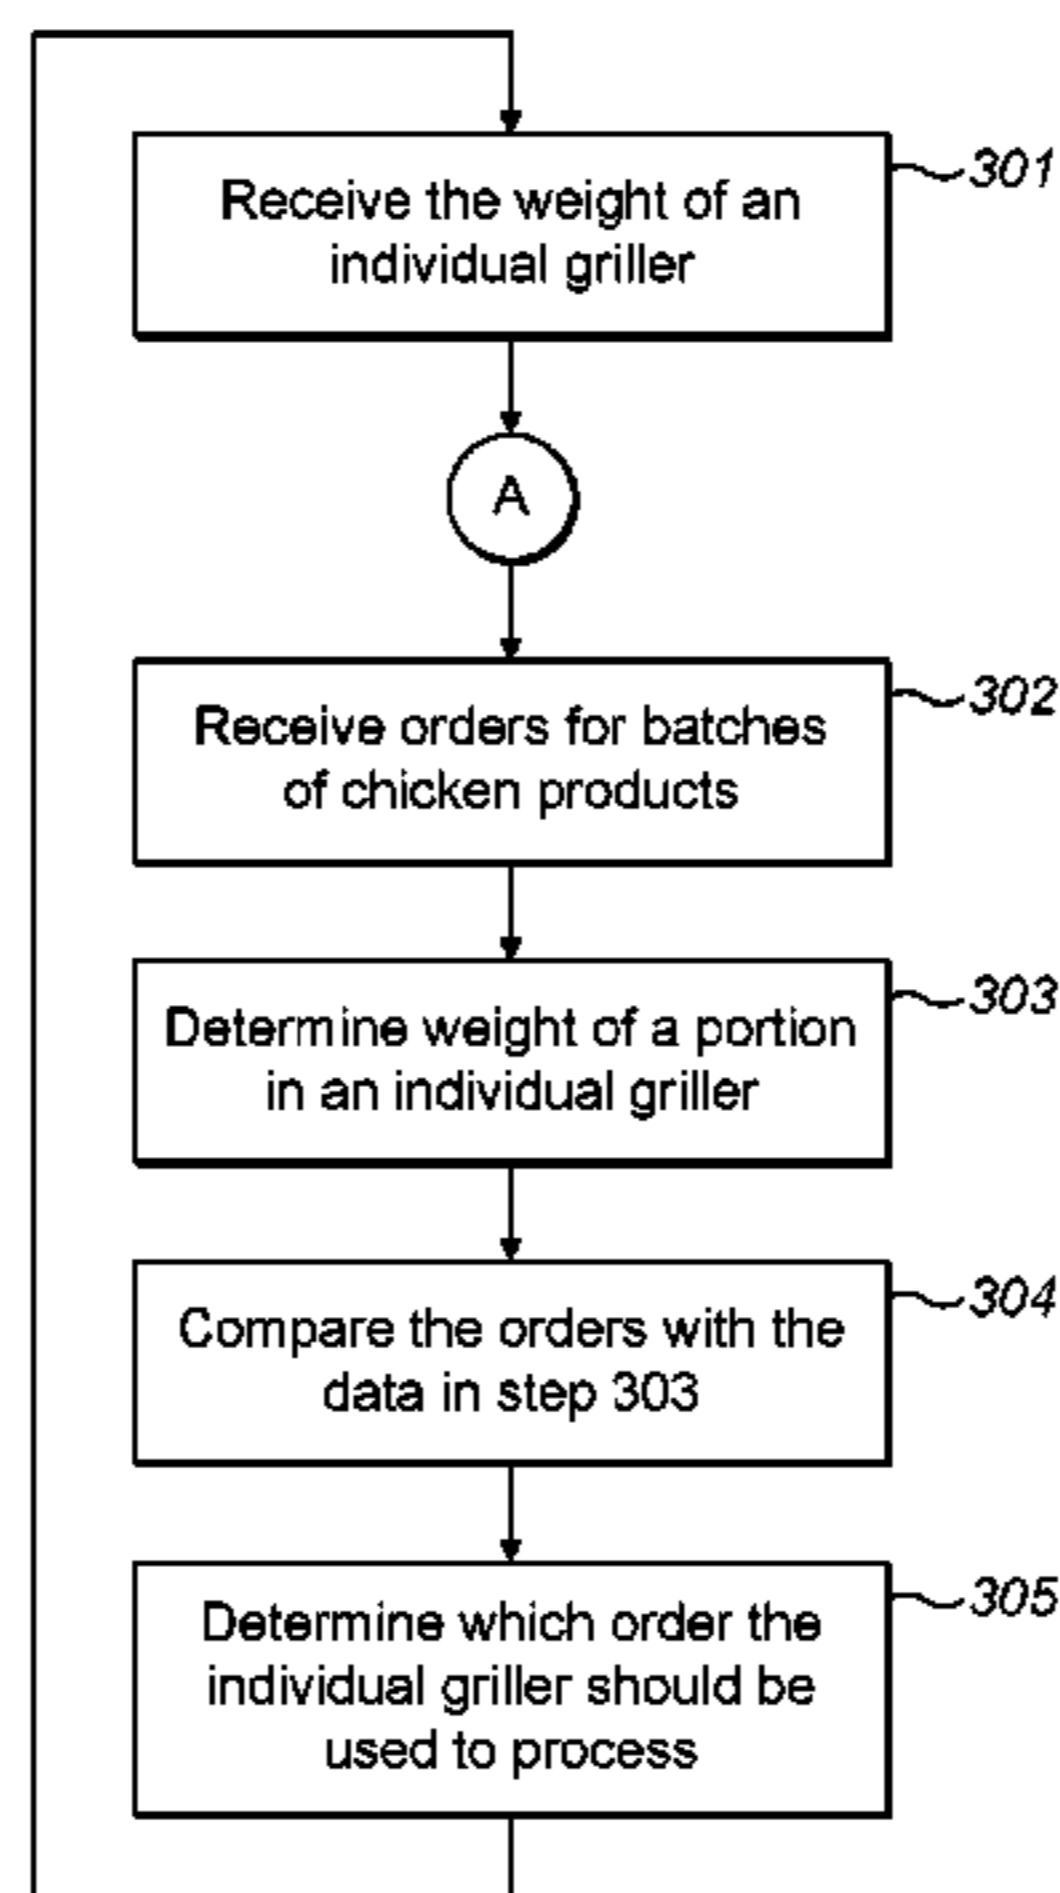 301
Receive the weight of an
individual griller
A
302
Receive orders for batches
of chicken products
303
Determine weight of a portion
in an individual griller
304
Compare the orders with the
data in step 303
305
Determine which order the
individual griller should be
used to process